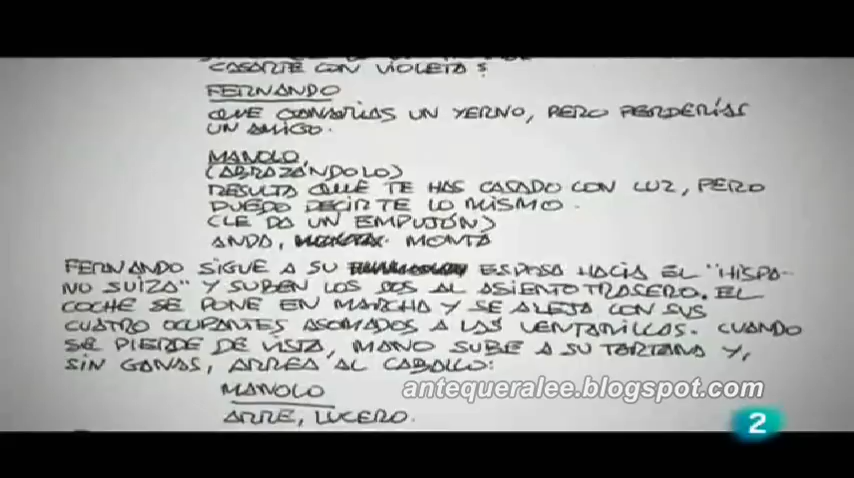 CASARTE CON VIOLETA:
FERNANDO
QUE GANARÍAS UN YERNO, PERO PERDERÍAS
UN AMIGO.
MANOLO
(ABRAZÁNDOLO)
RESULTA QUE TE HAS CASADO CON LUZ, PERO
PUEDO DECIRTE LO MISMO.
(LE DA UN EMPUJÓN)
ANDA, MONTA
FERNANDO SIGUE A SU ESPOSA HACIA EL "HISPA-
NO SUIZA" Y SUBEN LOS DOS AL ASIENTO TRASERO. EL
COCHE SE PONE EN MARCHA Y SE ALEJA CON SUS
CUATRO OCUPANTES ASOMADOS A LAS VENTANILLAS. CUANDO
SE PIERDE DE VISTA, MANO SUBE A SU TARTANA Y,
SIN GANAS, ARREA AL CABALLO:
MANOLO
antequeralee.blogspot.com
ARRE, LUCERO.
2